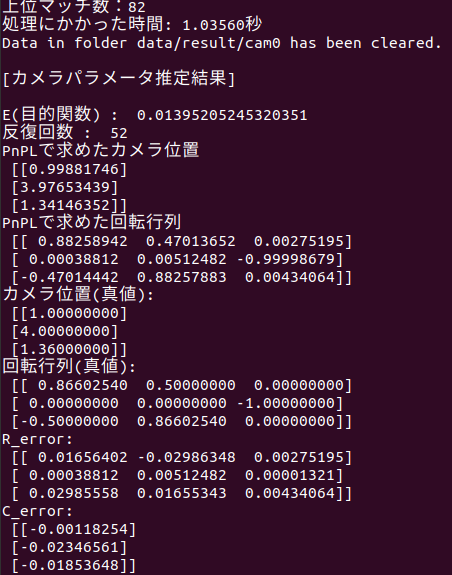 上位マッチ数：82
処理にかかった時間: 1.03560秒
Data in folder data/result/cam0 has been cleared.
[カメラパラメータ推定結果]
E(目的関数) :  0.01395205245320351
反復回数 :  52
PnPLで求めたカメラ位置
[[0.99881746]
[3.97653439]
[1.34146352]]
PnPLで求めた回転行列
[[ 0.88258942  0.47013652  0.00275195]
[ 0.00038812  0.00512482 -0.99998679]
[-0.47014442  0.88257883  0.00434064]]
カメラ位置(真値):
[[1.00000000]
[4.00000000]
[1.36000000]]
回転行列(真値):
[[ 0.86602540  0.50000000  0.00000000]
[ 0.00000000  0.00000000 -1.00000000]
[-0.50000000  0.86602540  0.00000000]]
R_error:
[[ 0.01656402 -0.02986348  0.00275195]
[ 0.00038812  0.00512482  0.00001321]
[ 0.02985558  0.01655343  0.00434064]]
C_error:
[[-0.00118254]
[-0.02346561]
[-0.01853648]]